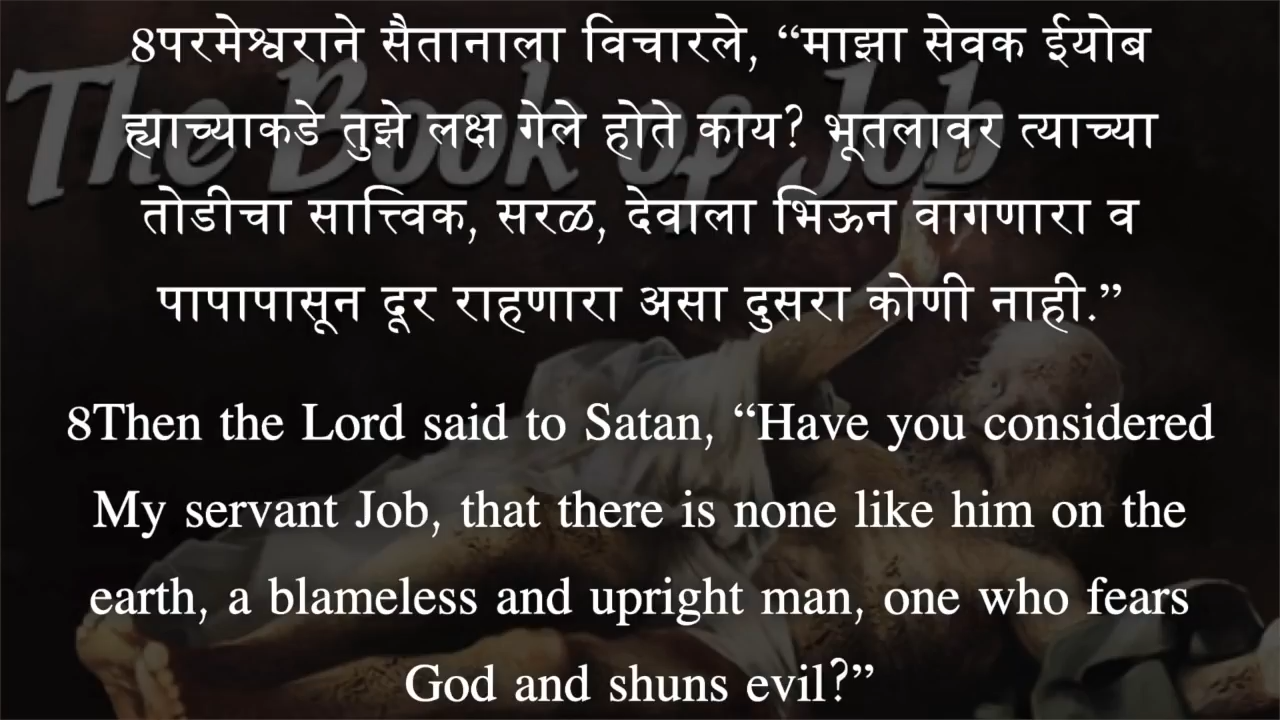 The Book of Job
8परमेश्वराने सैतानाला विचारले, “माझा सेवक ईयोब
ह्याच्याकडे तुझे लक्ष गेले होते काय? भूतलावर त्याच्या
तोडीचा सात्त्विक, सरळ, देवाला भिऊन वागणारा व
पापापासून दूर राहणारा असा दुसरा कोणी नाही.”
8Then the Lord said to Satan, “Have you considered
My servant Job, that there is none like him on the
earth, a blameless and upright man, one who fears
God and shuns evil?”